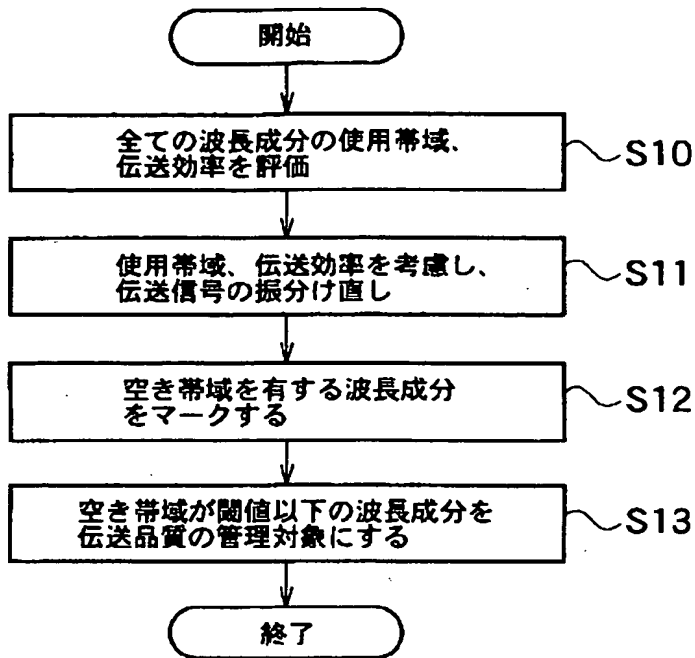 開始
全ての波長成分の使用帯域、
伝送効率を評価
S10
使用帯域、伝送効率を考慮し、
伝送信号の振分け直し
S11
空き帯域を有する波長成分
をマークする
S12
空き帯域が閾値以下の波長成分を
伝送品質の管理対象にする
S13
終了